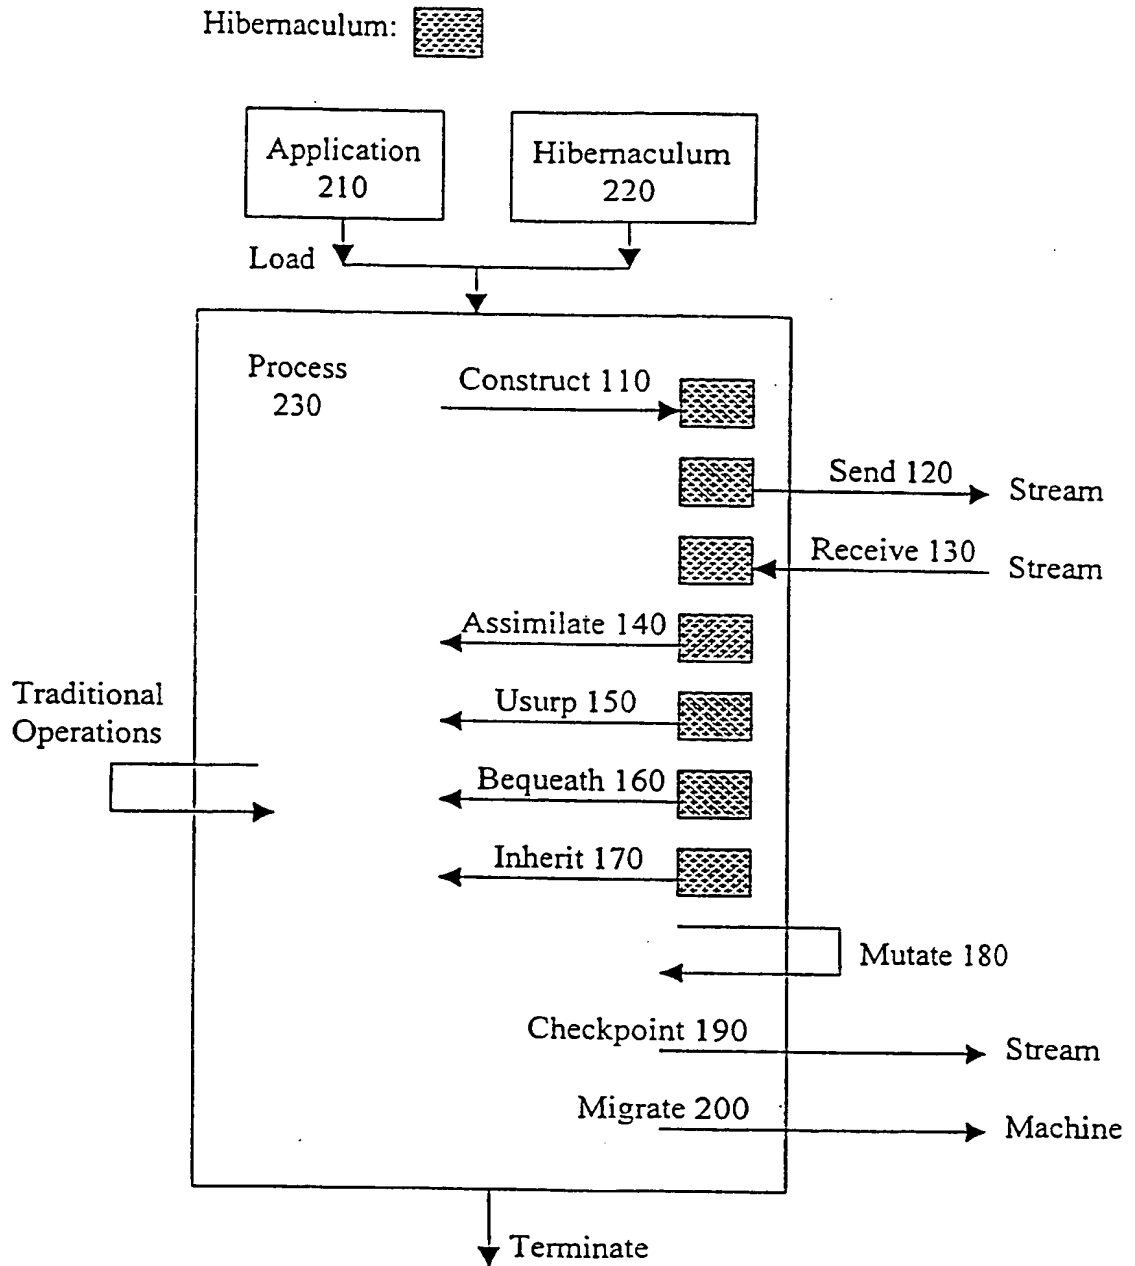 Hibernaculum:
Application
210
Hibernaculum
220
Load
Process
230
Construct 110
Send 120
Stream
Receive 130
Stream
Assimilate 140
Usurp 150
Traditional
Operations
Bequeath 160
Inherit 170
Mutate 180
Checkpoint 190
Stream
Migrate 200
Machine
Terminate